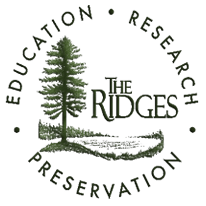 EDUCATION • RESEARCH •
THE
RIDGES
PRESERVATION •